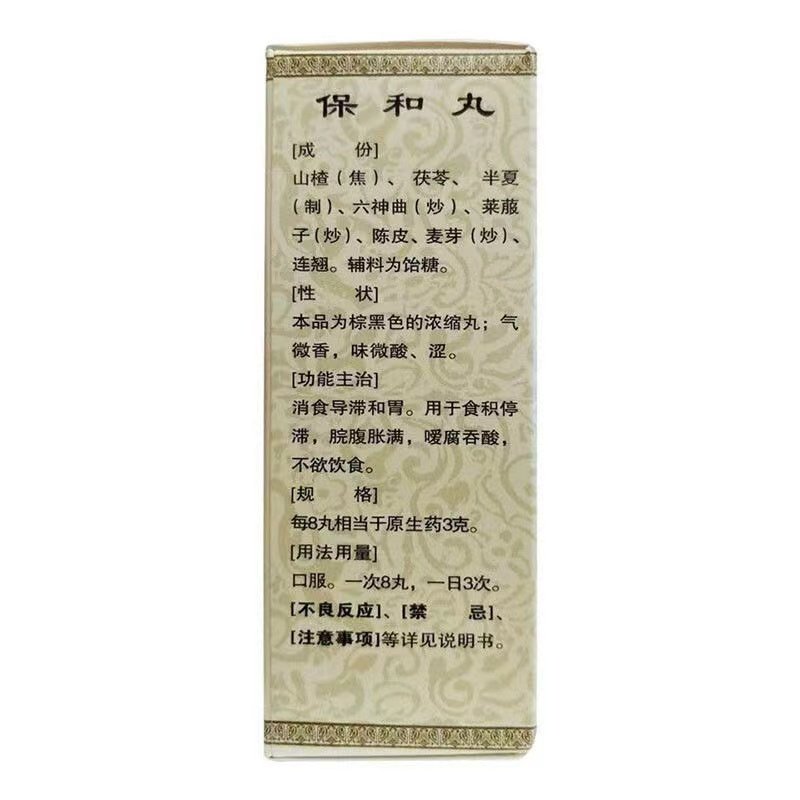 保和丸
[成　份]
山楂（焦）、茯苓、半夏
（制）、六神曲（炒）、莱菔
子（炒）、陈皮、麦芽（炒）、
连翘。辅料为饴糖。
[性　状]
本品为棕黑色的浓缩丸；气
微香，味微酸、涩。
[功能主治]
消食导滞和胃。用于食积停
滞，脘腹胀满，嗳腐吞酸，
不欲饮食。
[规　格]
每8丸相当于原生药3克。
[用法用量]
口服。一次8丸，一日3次。
[不良反应]、[禁　忌]、
[注意事项]等详见说明书。